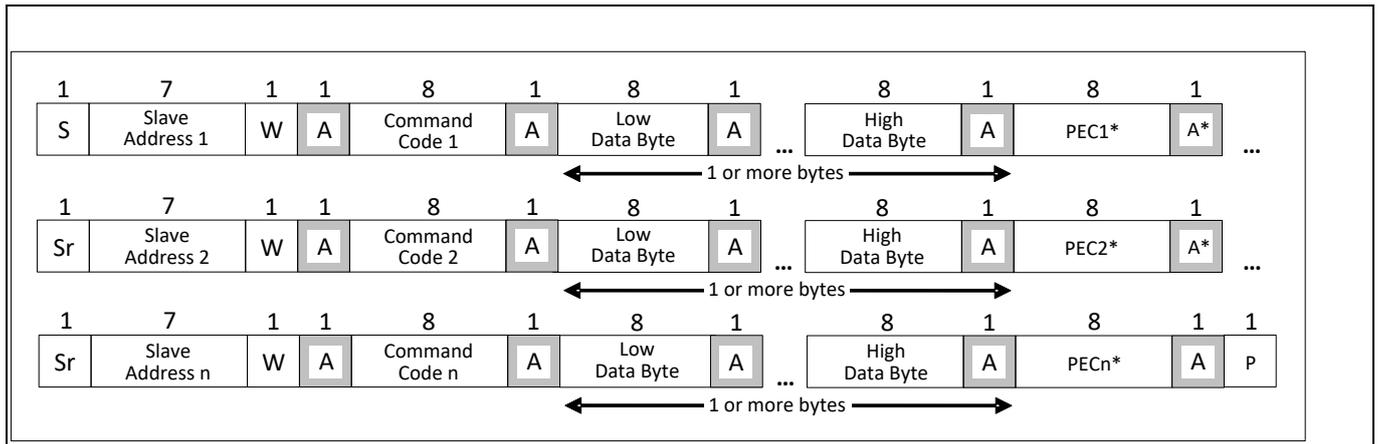 1 7 1 1 8 1 8 1 8 1 8 1
S Slave Address 1 W A Command Code 1 A Low Data Byte A ... High Data Byte A PEC1* A* ...
1 or more bytes
1 7 1 1 8 1 8 1 8 1 8 1
Sr Slave Address 2 W A Command Code 2 A Low Data Byte A ... High Data Byte A PEC2* A* ...
1 or more bytes
1 7 1 1 8 1 8 1 8 1 8 1 1
Sr Slave Address n W A Command Code n A Low Data Byte A ... High Data Byte A PECn* A P
1 or more bytes